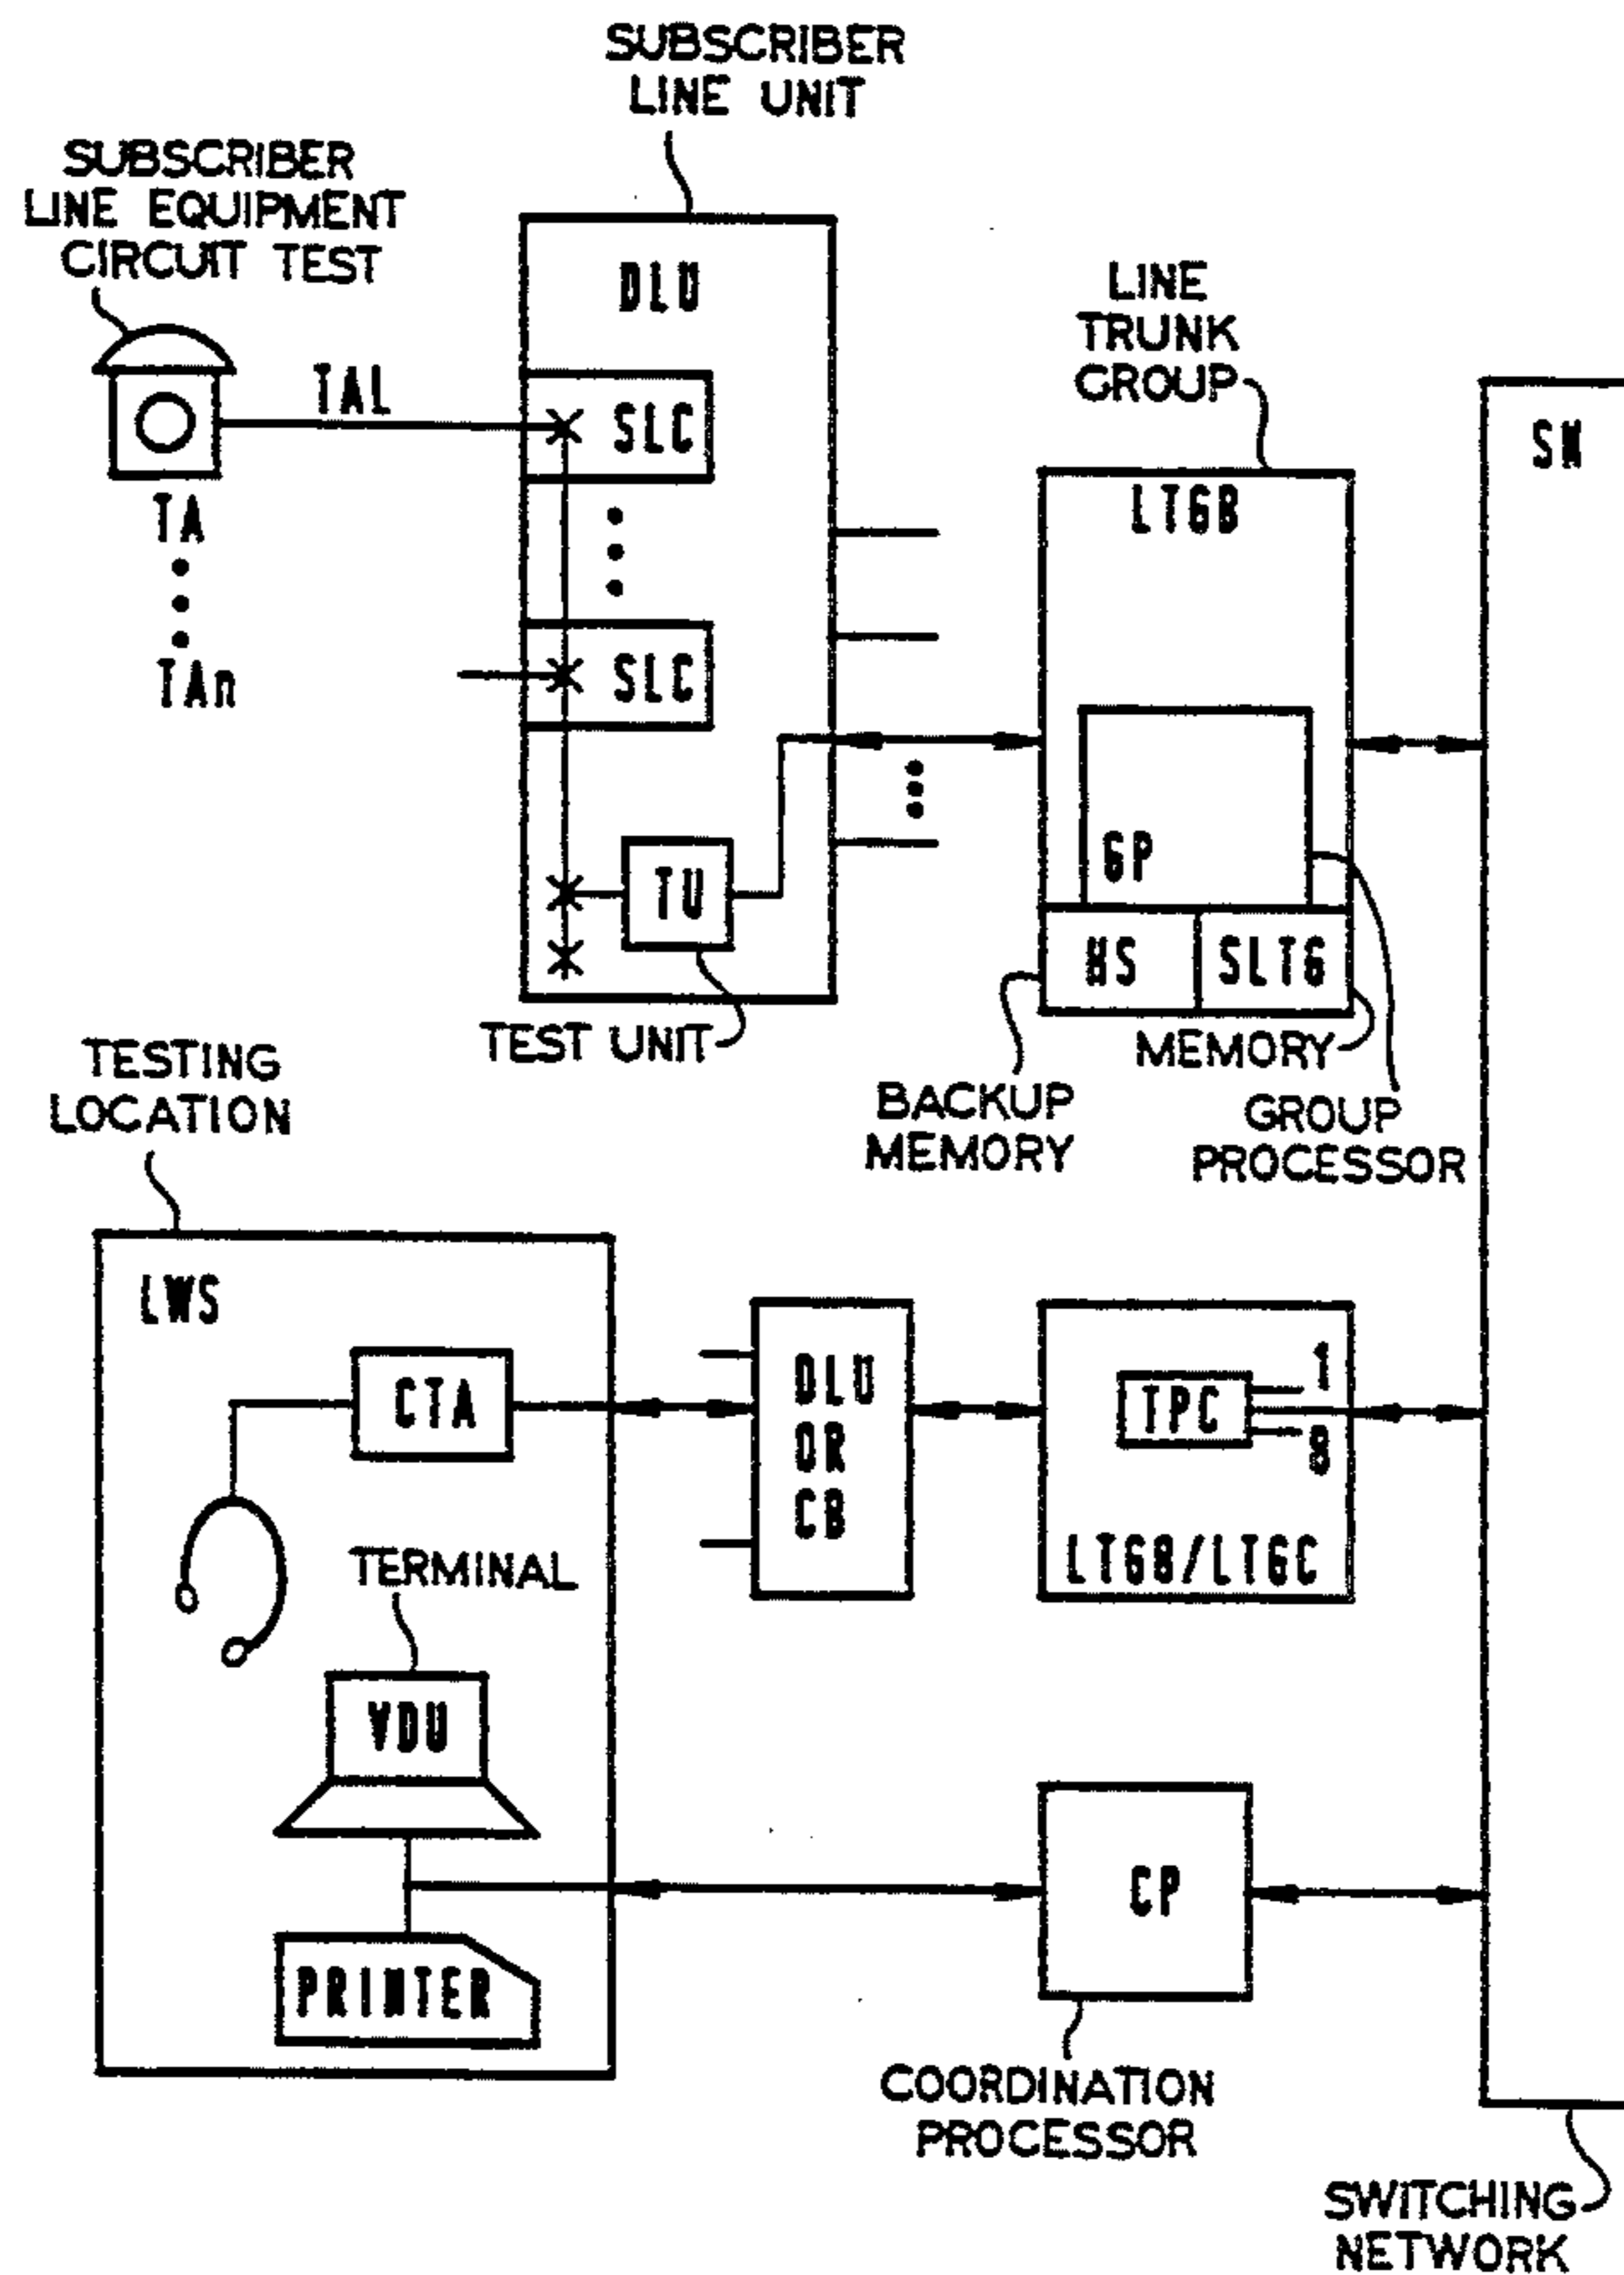 SUBSCRIBER
LINE UNIT
SUBSCRIBER
LINE EQUIPMENT
CIRCUIT TEST
DLU
LINE
TRUNK
GROUP
TAL
SLC
SN
LTGB
TA
SLC
TAn
GP
TU
HS
SLTG
TEST UNIT
MEMORY
BACKUP
MEMORY
GROUP
PROCESSOR
TESTING
LOCATION
LWS
CTA
DLU
OR
CB
TPC
1
8
LTGB/LTGC
TERMINAL
VDU
CP
PRINTER
COORDINATION
PROCESSOR
SWITCHING
NETWORK